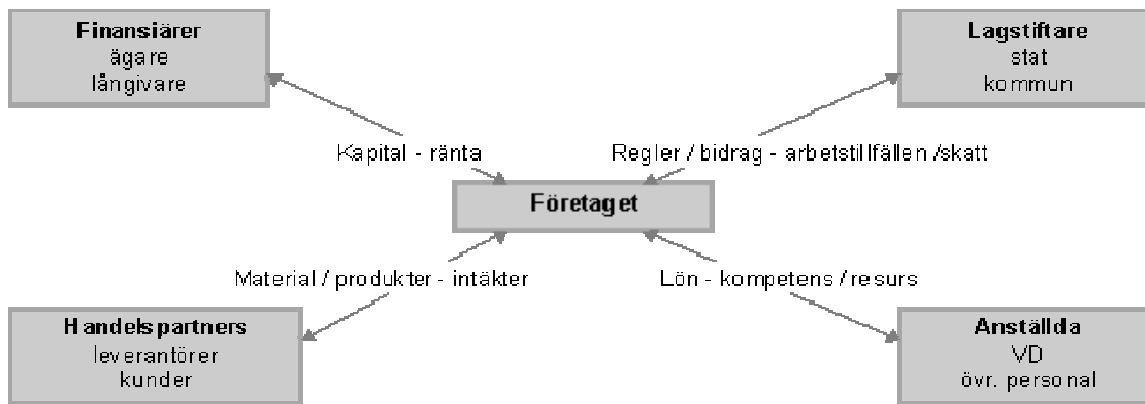 Finansiärer
ägare
långivare
Lagstiftare
stat
kommun
Kapital - ränta
Regler / bidrag - arbetstillfällen /skatt
Företaget
Material / produkter - intäkter
Lön - kompetens / resurs
Handelspartners
leverantörer
kunder
Anställda
VD
övr. personal